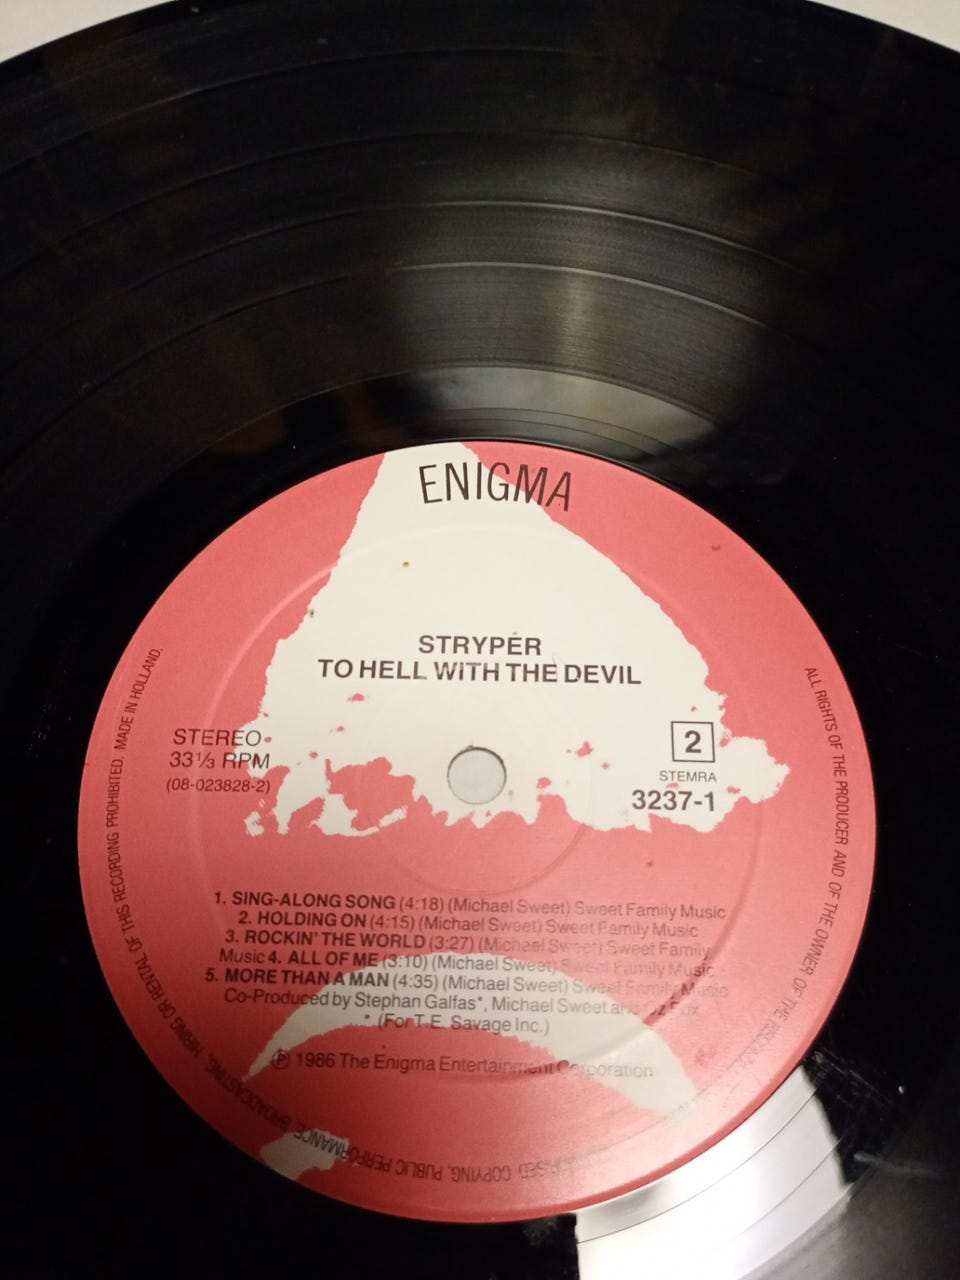 ENIGMA
STRYPER
TO HELL WITH THE DEVIL
STEREO
33⅓ RPM
(08-023828-2)
2
STEMRA
3237-1
1. SING-ALONG SONG (4:18) (Michael Sweet) Sweet Family Music
2. HOLDING ON (4:15) (Michael Sweet) Sweet Family Music
3. ROCKIN' THE WORLD (3:27) (Michael Sweet) Sweet Family
Music 4. ALL OF ME (3:10) (Michael Sweet) Sweet Family Music
5. MORE THAN A MAN (4:35) (Michael Sweet) Sweet Family Music
Co-Produced by Stephan Galfas*, Michael Sweet and Oz Fox
* (For T.E. Savage Inc.)
℗ 1986 The Enigma Entertainment Corporation
ALL RIGHTS OF THE PRODUCER AND OF THE OWNER OF THE COPYING, PUBLIC PERFORMANCE, BROADCASTING, HIRING OR RENTAL OF THIS RECORDING PROHIBITED. MADE IN HOLLAND.